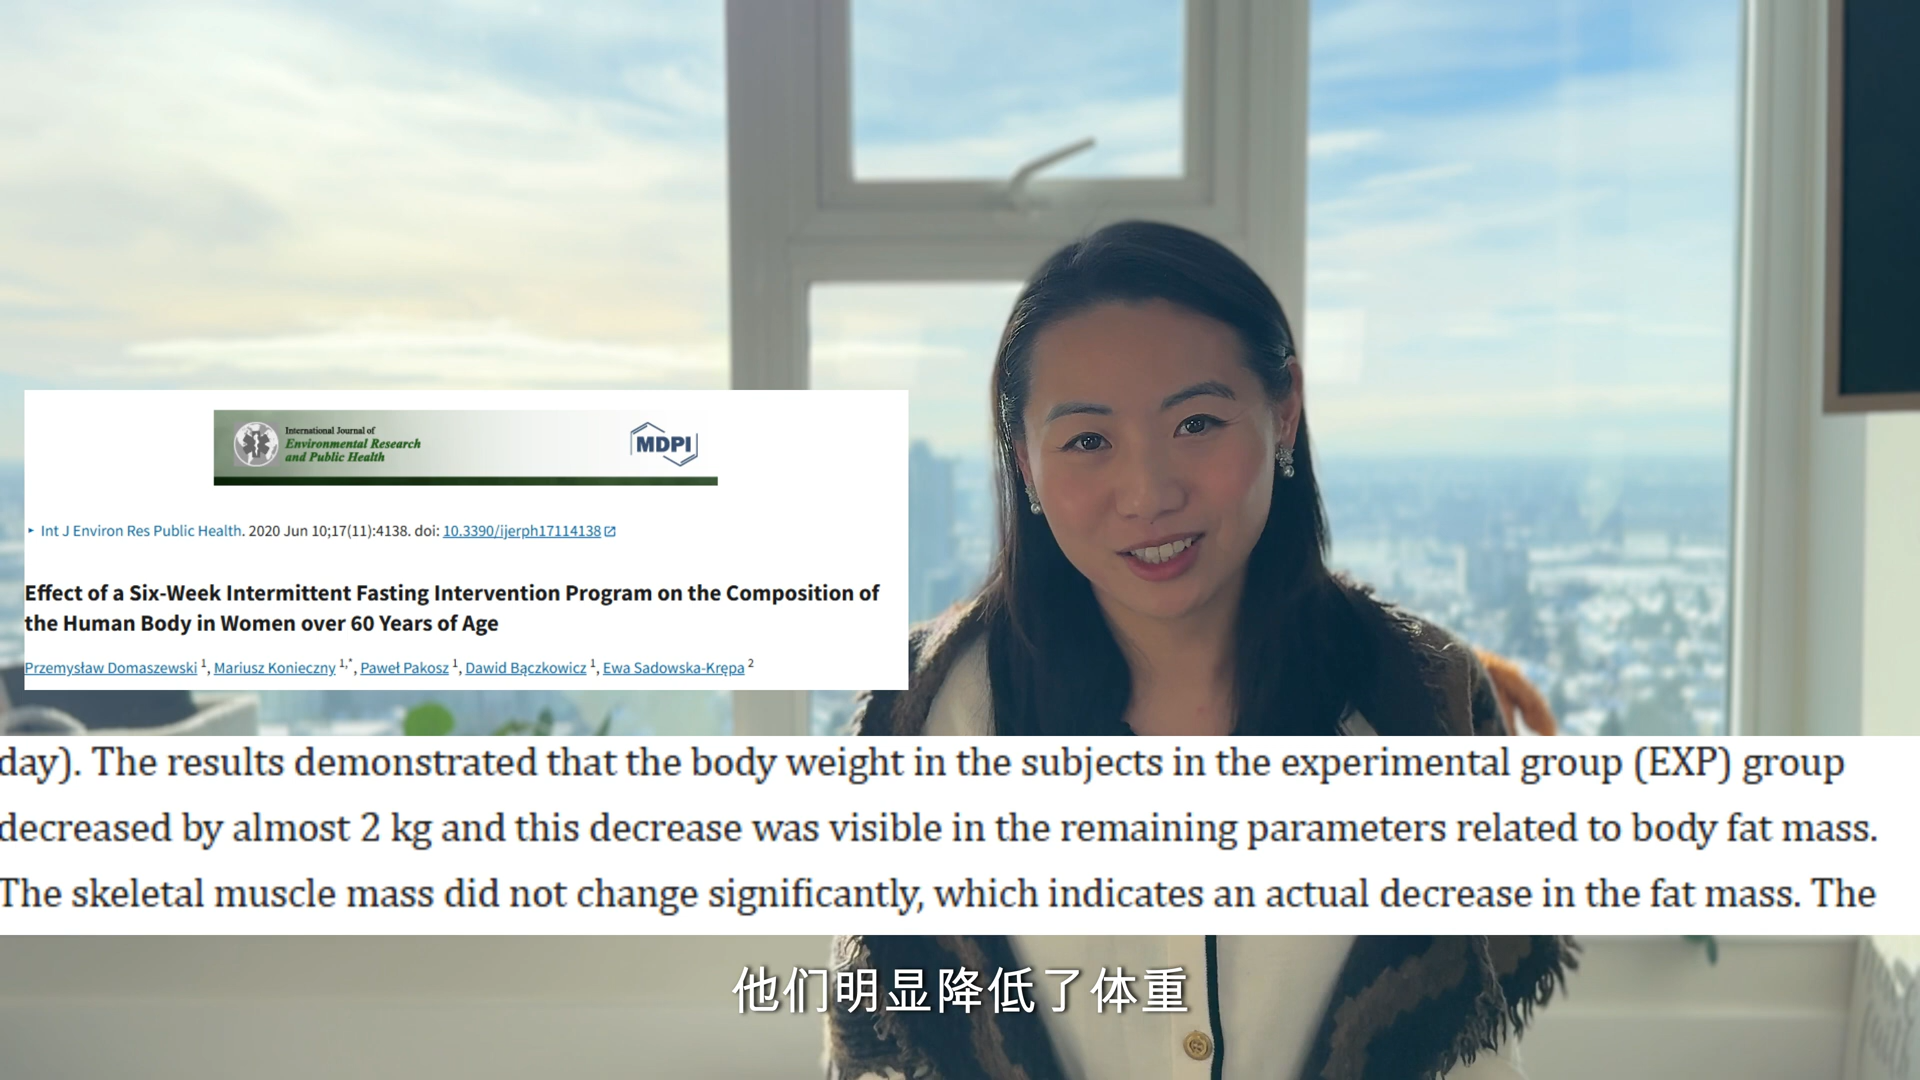 International Journal of
Environmental Research
and Public Health
MDPI
Int J Environ Res Public Health. 2020 Jun 10;17(11):4138. doi: 10.3390/ijerph17114138
Effect of a Six-Week Intermittent Fasting Intervention Program on the Composition of
the Human Body in Women over 60 Years of Age
Przemysław Domaszewski 1, Mariusz Konieczny 1,*, Paweł Pakosz 1, Dawid Bączkowicz 1, Ewa Sadowska-Krępa 2
day). The results demonstrated that the body weight in the subjects in the experimental group (EXP) group
decreased by almost 2 kg and this decrease was visible in the remaining parameters related to body fat mass.
The skeletal muscle mass did not change significantly, which indicates an actual decrease in the fat mass. The
他们明显降低了体重